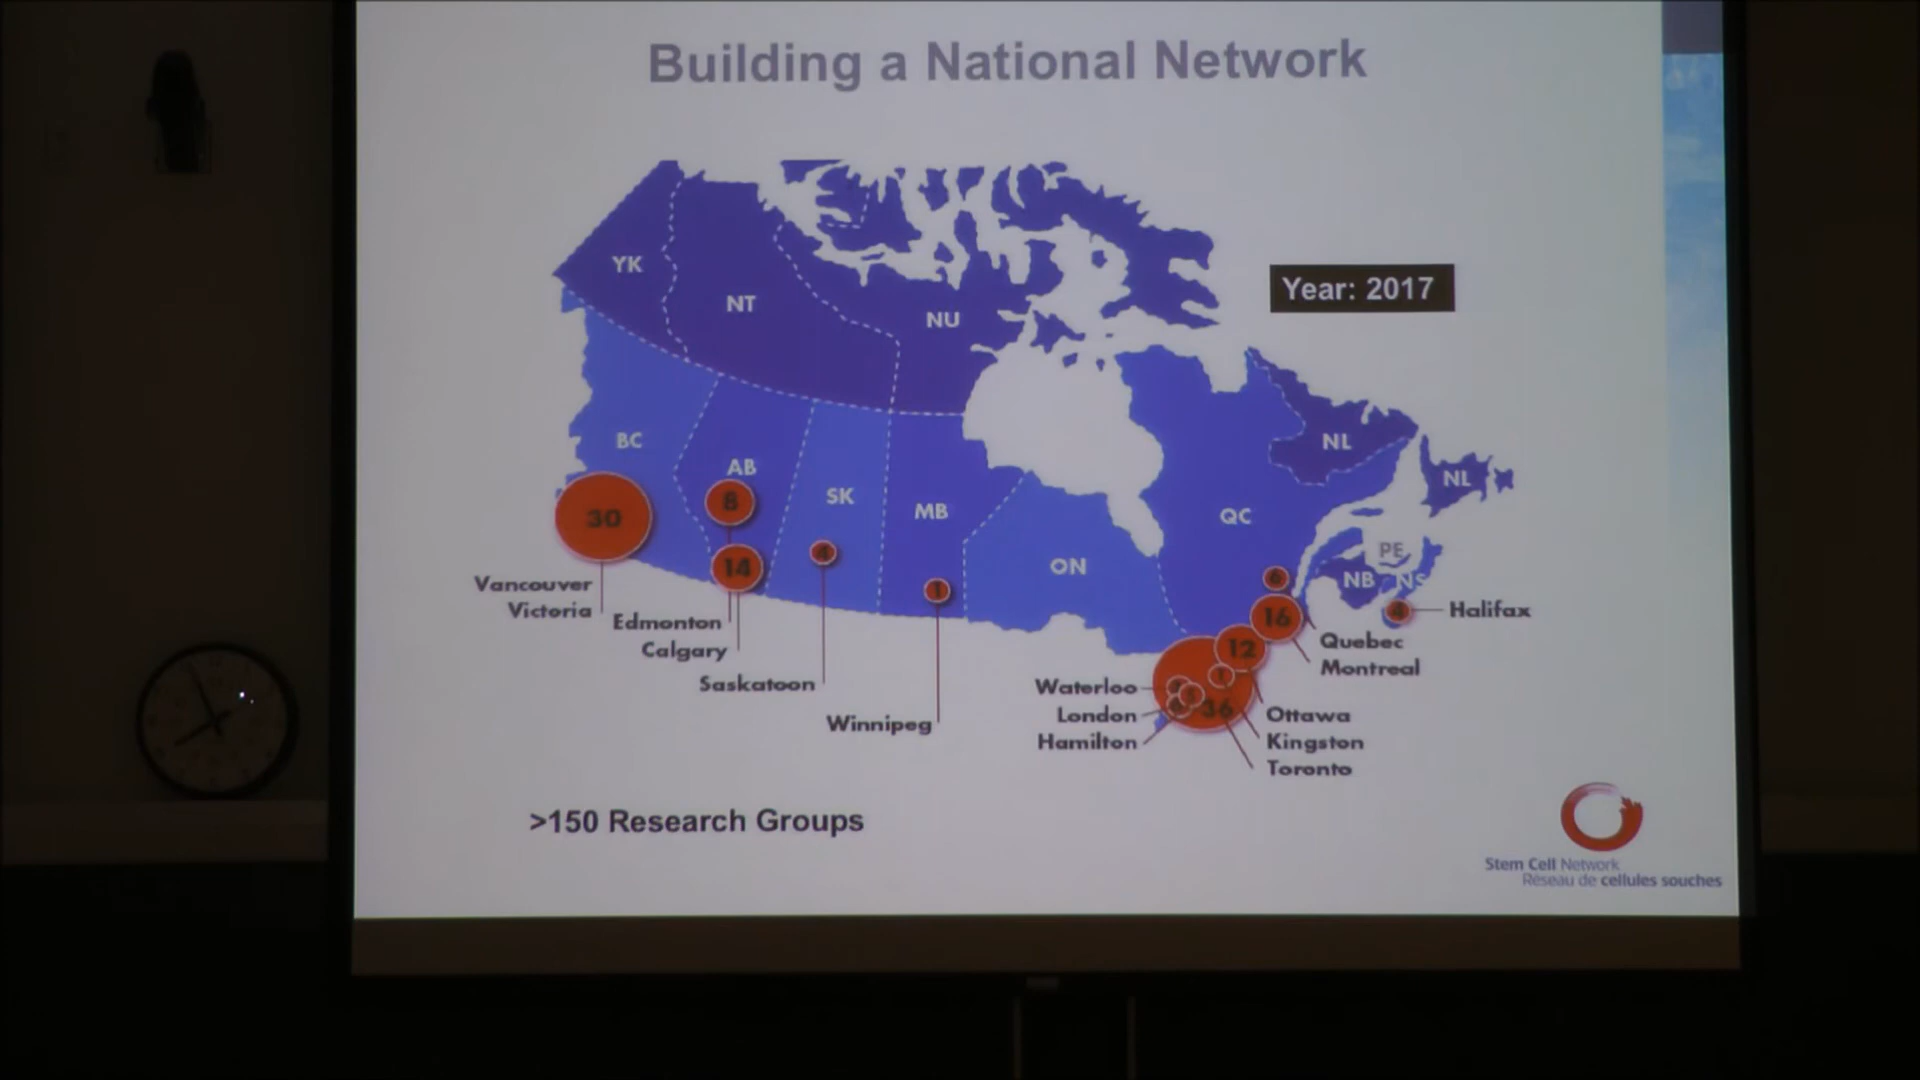 Building a National Network
Year: 2017
YK
NT
NU
BC
AB
SK
MB
ON
QC
NL
NL
PE
NB
NS
30
8
14
4
1
6
16
12
36
4
Vancouver
Victoria
Edmonton
Calgary
Saskatoon
Winnipeg
Waterloo
London
Hamilton
Halifax
Quebec
Montreal
Ottawa
Kingston
Toronto
>150 Research Groups
Stem Cell Network
Réseau de cellules souches